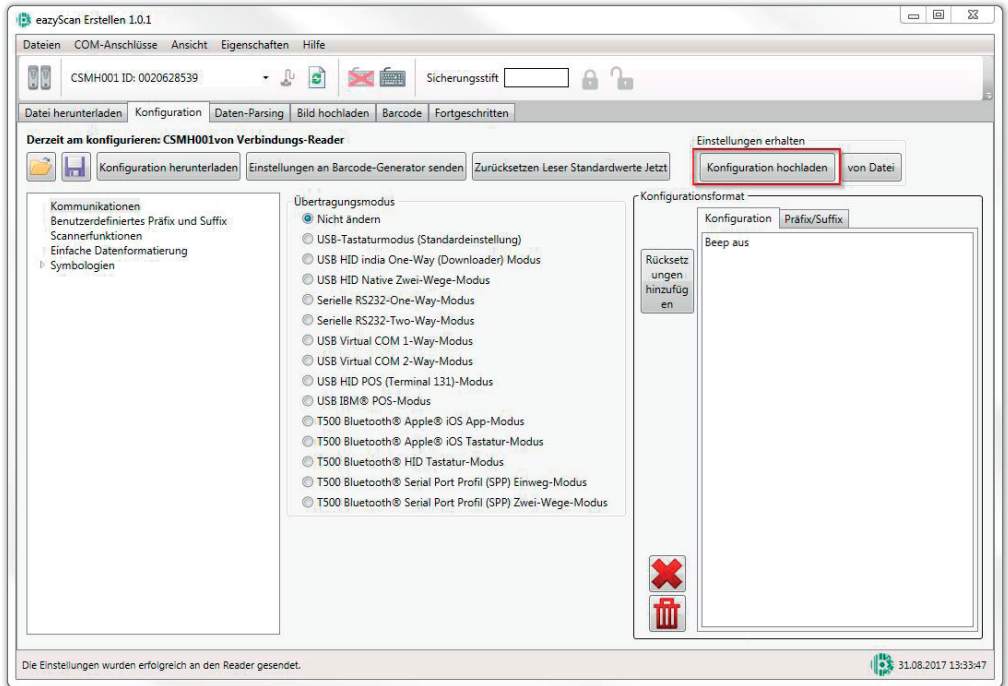 eazyScan Erstellen 1.0.1
Dateien COM-Anschlüsse Ansicht Eigenschaften Hilfe
CSMH001 ID: 0020628539 Sicherungsstift
Datei herunterladen Konfiguration Daten-Parsing Bild hochladen Barcode Fortgeschritten
Derzeit am konfigurieren: CSMH001von Verbindungs-Reader
Einstellungen erhalten
Konfiguration herunterladen Einstellungen an Barcode-Generator senden Zurücksetzen Leser Standardwerte Jetzt Konfiguration hochladen von Datei
Kommunikationen
Benutzerdefiniertes Präfix und Suffix
Scannerfunktionen
Einfache Datenformatierung
Symbologien
Übertragungsmodus
Nicht ändern
USB-Tastaturmodus (Standardeinstellung)
USB HID india One-Way (Downloader) Modus
USB HID Native Zwei-Wege-Modus
Serielle RS232-One-Way-Modus
Serielle RS232-Two-Way-Modus
USB Virtual COM 1-Way-Modus
USB Virtual COM 2-Way-Modus
USB HID POS (Terminal 131)-Modus
USB IBM® POS-Modus
T500 Bluetooth® Apple® iOS App-Modus
T500 Bluetooth® Apple® iOS Tastatur-Modus
T500 Bluetooth® HID Tastatur-Modus
T500 Bluetooth® Serial Port Profil (SPP) Einweg-Modus
T500 Bluetooth® Serial Port Profil (SPP) Zwei-Wege-Modus
Konfigurationsformat
Konfiguration Präfix/Suffix
Beep aus
Rücksetz
ungen
hinzufüg
en
Die Einstellungen wurden erfolgreich an den Reader gesendet.
31.08.2017 13:33:47